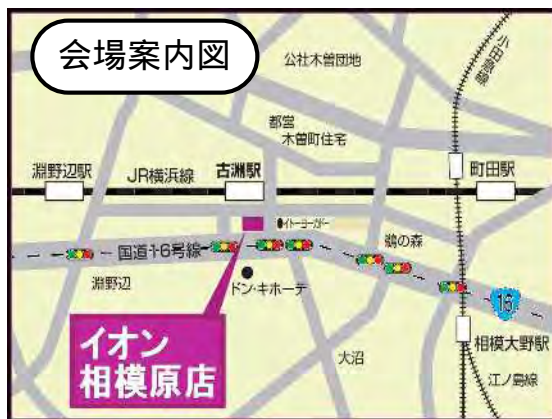 会場案内図
小田急線
公社木曽団地
都営
木曽町住宅
淵野辺駅
JR横浜線
古淵駅
町田駅
●イトーヨーカドー
鵜の森
国道16号線
淵野辺
ドン・キホーテ
16
イオン
相模原店
相模大野駅
大沼
江ノ島線